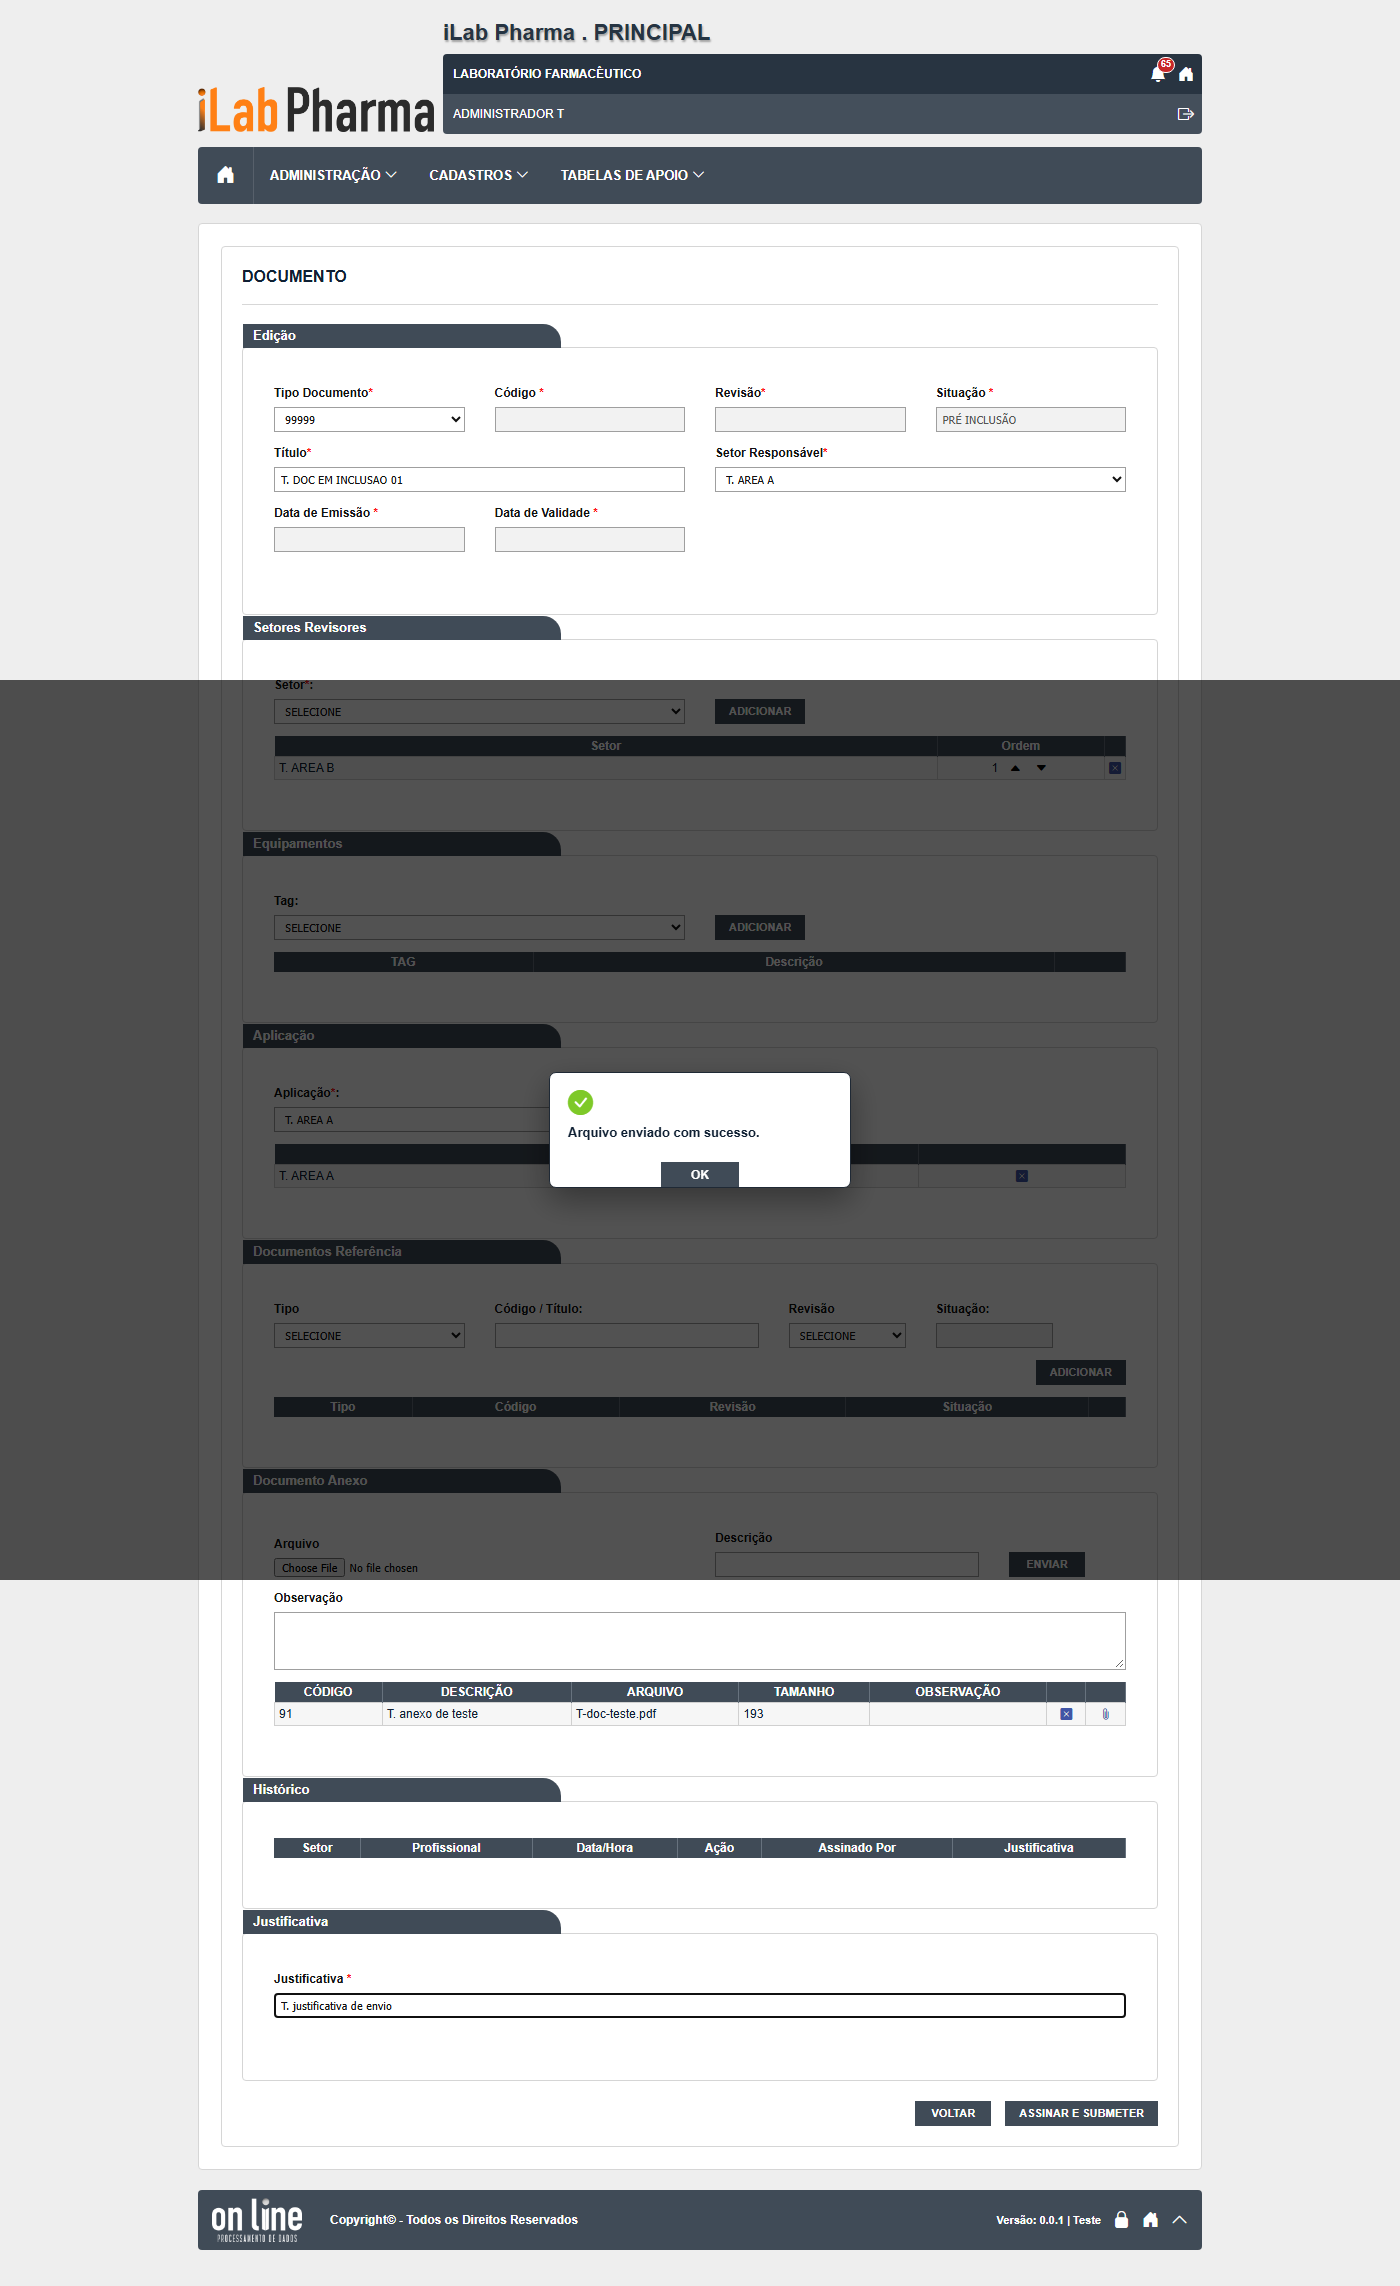 iLab Pharma . PRINCIPAL
LABORATÓRIO FARMACÊUTICO
65
iLab Pharma
ADMINISTRADOR T
ADMINISTRAÇÃO CADASTROS TABELAS DE APOIO
DOCUMENTO
Edição
Tipo Documento* Código * Revisão* Situação *
99999 PRÉ INCLUSÃO
Título* Setor Responsável*
T. DOC EM INCLUSAO 01 T. AREA A
Data de Emissão * Data de Validade *
Setores Revisores
Setor*:
SELECIONE ADICIONAR
Setor Ordem
T. AREA B 1
Equipamentos
Tag:
SELECIONE ADICIONAR
TAG Descrição
Aplicação
Aplicação*:
T. AREA A
T. AREA A
Arquivo enviado com sucesso.
OK
Documentos Referência
Tipo Código / Título: Revisão Situação:
SELECIONE SELECIONE
ADICIONAR
Tipo Código Revisão Situação
Documento Anexo
Arquivo Descrição
Choose File No file chosen ENVIAR
Observação
CÓDIGO DESCRIÇÃO ARQUIVO TAMANHO OBSERVAÇÃO
91 T. anexo de teste T-doc-teste.pdf 193
Histórico
Setor Profissional Data/Hora Ação Assinado Por Justificativa
Justificativa
Justificativa *
T. justificativa de envio
VOLTAR ASSINAR E SUBMETER
on line
PROCESSAMENTO DE DADOS
Copyright© - Todos os Direitos Reservados
Versão: 0.0.1 | Teste